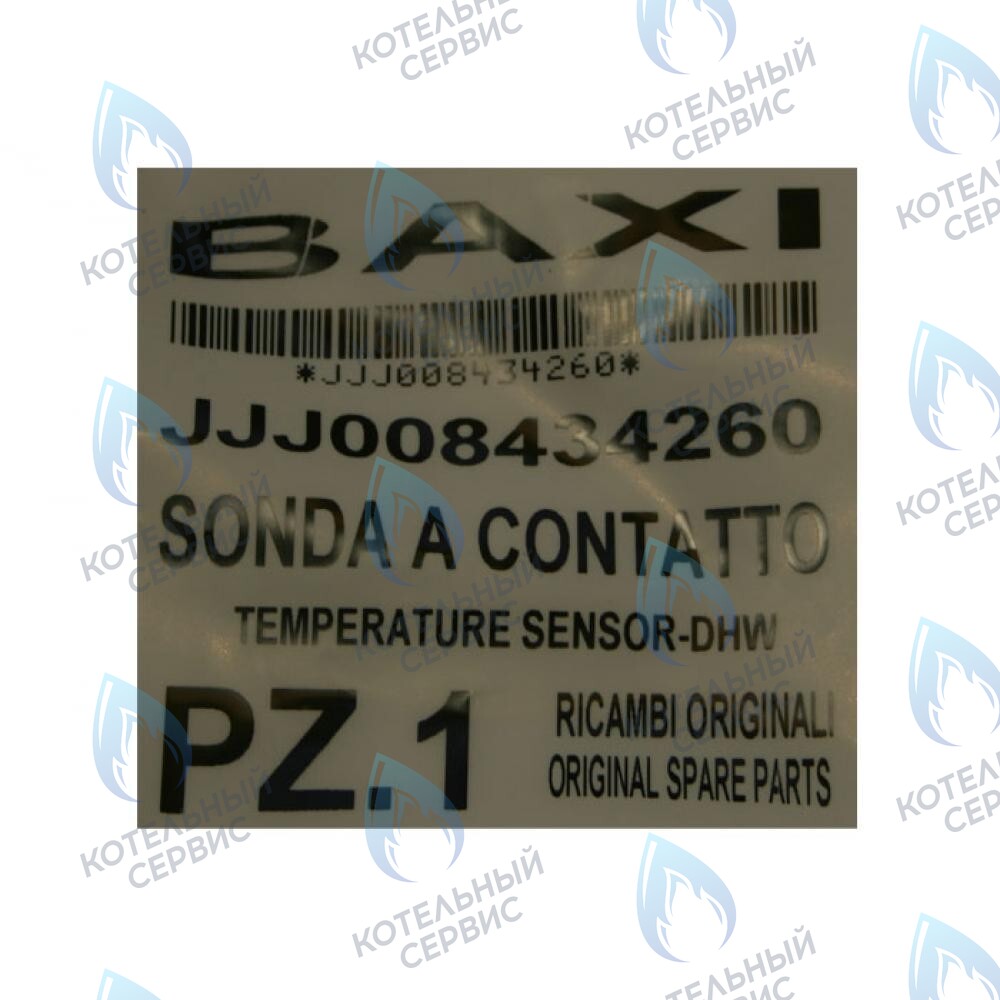 BAXI
*JJJ008434260*
JJJ008434260
SONDA A CONTATTO
TEMPERATURE SENSOR-DHW
PZ.1
RICAMBI ORIGINALI
ORIGINAL SPARE PARTS
КОТЕЛЬНЫЙ
СЕРВИС